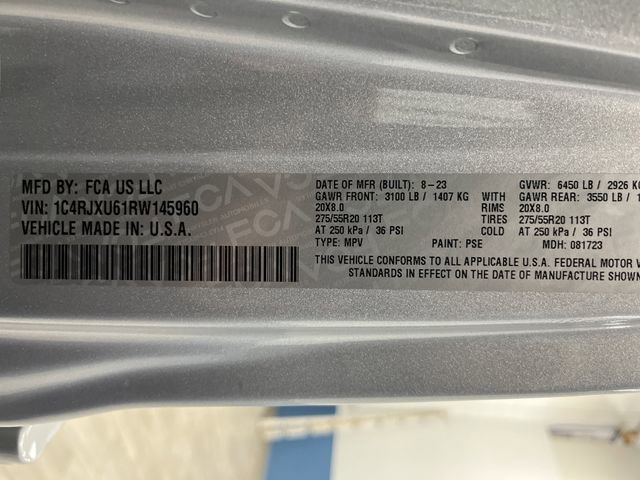 MFD BY: FCA US LLC
VIN: 1C4RJXU61RW145960
VEHICLE MADE IN: U.S.A.
DATE OF MFR (BUILT): 8-23 GVWR: 6450 LB / 2926 KG
GAWR FRONT: 3100 LB / 1407 KG GAWR REAR: 3550 LB /
20X8.0 RIMS 20X8.0
275/55R20 113T TIRES 275/55R20 113T
AT 250 kPa / 36 PSI COLD AT 250 kPa / 36 PSI
TYPE: MPV PAINT: PSE MDH: 081723
THIS VEHICLE CONFORMS TO ALL APPLICABLE U.S.A. FEDERAL MOTOR
STANDARDS IN EFFECT ON THE DATE OF MANUFACTURE SHOWN